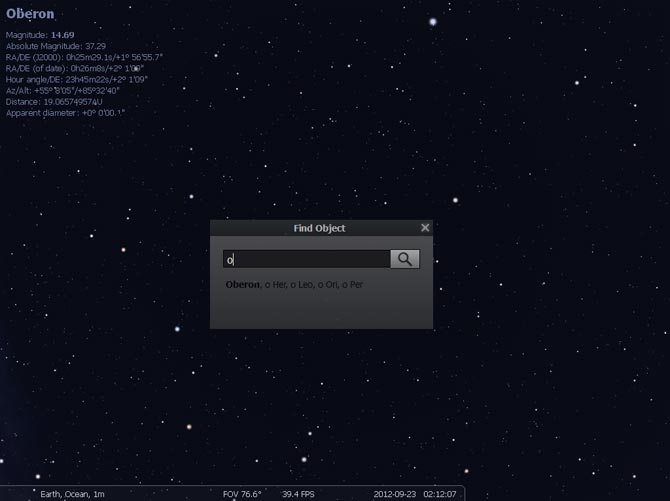 Oberon
Magnitude: 14.69
Absolute Magnitude: 37.29
RA/DE (J2000): 0h25m29.1s/+1° 56'55.7"
RA/DE (of date): 0h26m8s/+2° 1'09"
Hour angle/DE: 23h45m22s/+2° 1'09"
Az/Alt: +55°8'05"/+85°32'40"
Distance: 19.06574957AU
Apparent diameter: +0° 0'00.1"
Find Object
o
Oberon, o Her, o Leo, o Ori, o Per
Earth, Ocean, 1m FOV 76.6° 39.4 FPS 2012-09-23 02:12:07